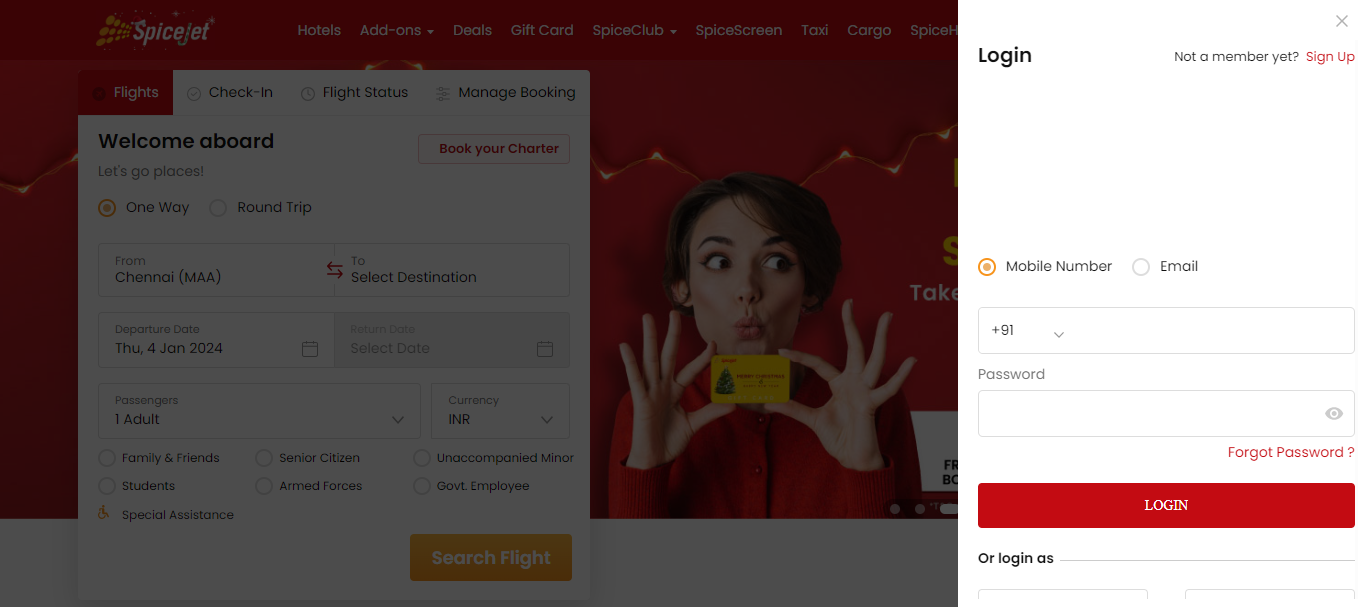 SpiceJet
Hotels Add-ons Deals Gift Card SpiceClub SpiceScreen Taxi Cargo
Flights Check-In Flight Status Manage Booking
Welcome aboard
Book your Charter
Let's go places!
One Way Round Trip
From
Chennai (MAA)
To
Select Destination
Departure Date
Thu, 4 Jan 2024
Return Date
Select Date
Passengers
1 Adult
Currency
INR
Family & Friends Senior Citizen Unaccompanied Minor
Students Armed Forces Govt. Employee
Special Assistance
Search Flight
Take
MERRY CHRISTMAS
Login
Not a member yet? Sign Up
Mobile Number Email
+91
Password
Forgot Password ?
LOGIN
Or login as